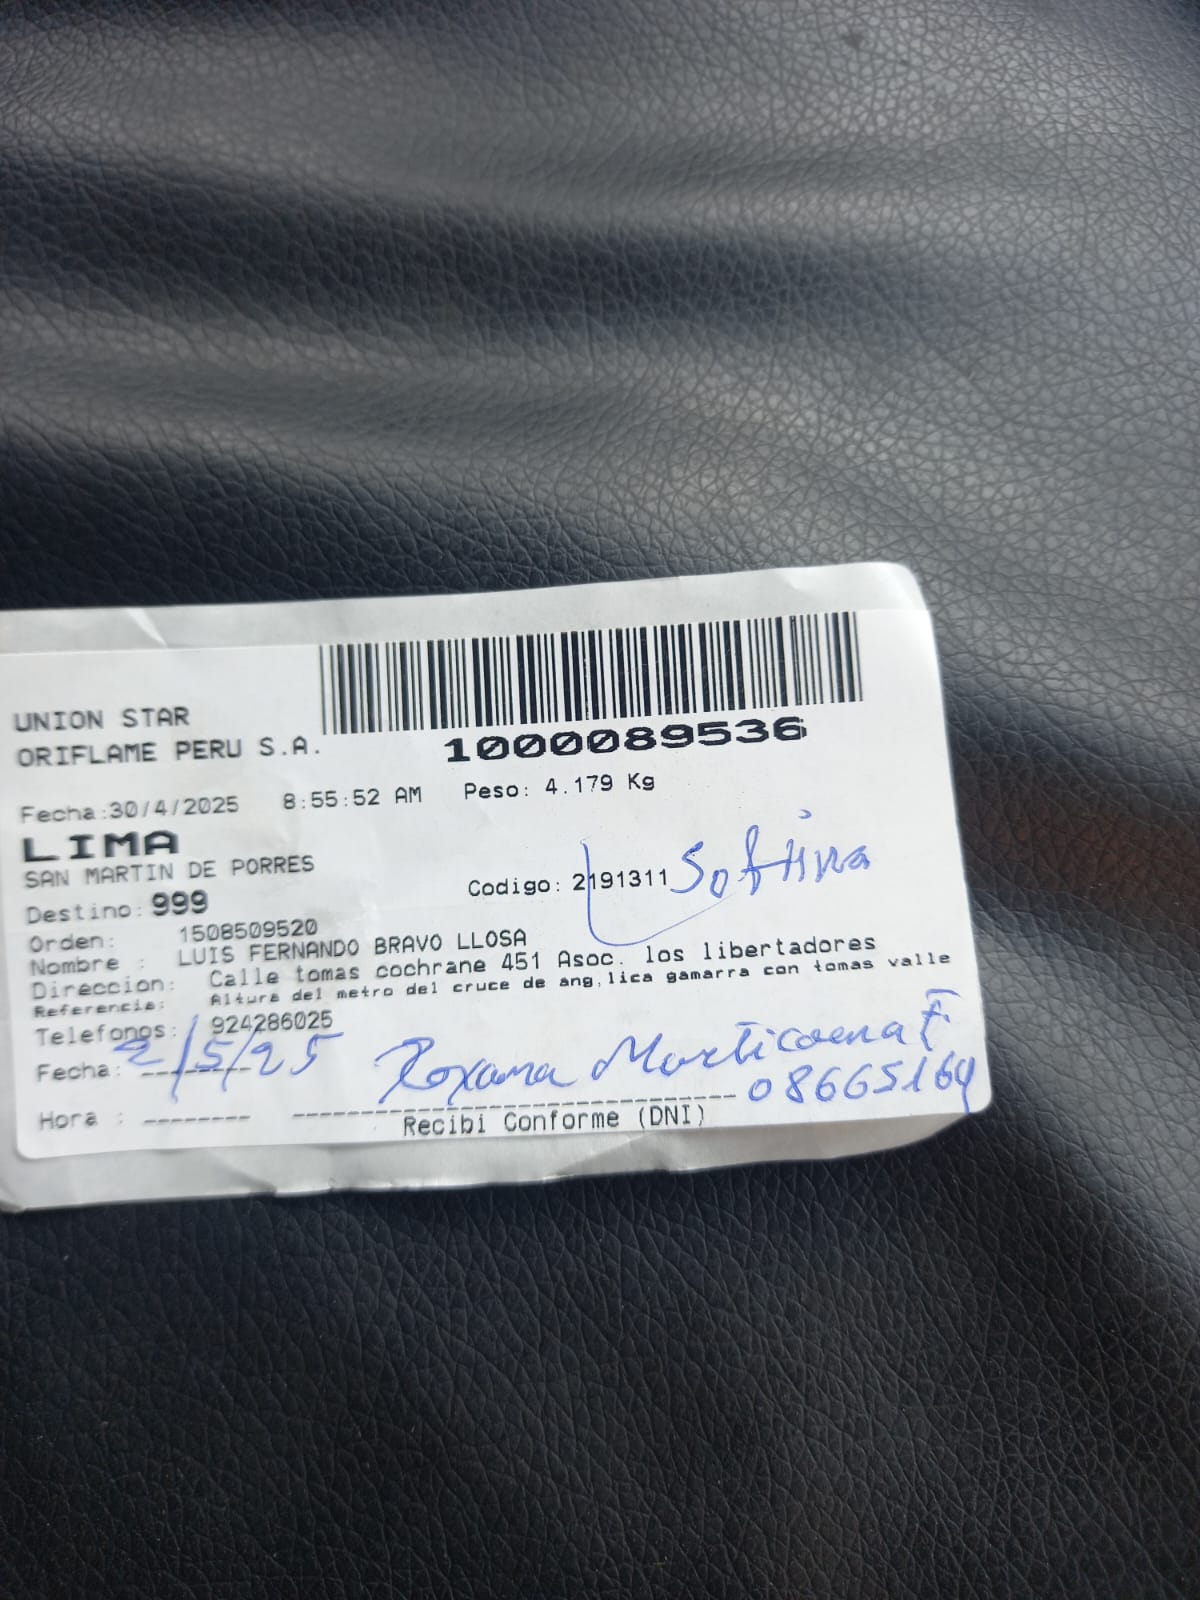 UNION STAR
ORIFLAME PERU S.A.
1000089536
Fecha:30/4/2025 8:55:52 AM Peso: 4.179 Kg
LIMA
SAN MARTIN DE PORRES
Destino: 999 Codigo: 2191311
Orden: 1508509520
Nombre : LUIS FERNANDO BRAVO LLOSA
Direccion: Calle tomas cochrane 451 Asoc. los libertadores
Referencia: Altura del metro del cruce de ang,lica gamarra con tomas valle
Telefonos: 924286025
Fecha: 2/5/25 Roxana
08665164
Hora :
Recibi Conforme (DNI)